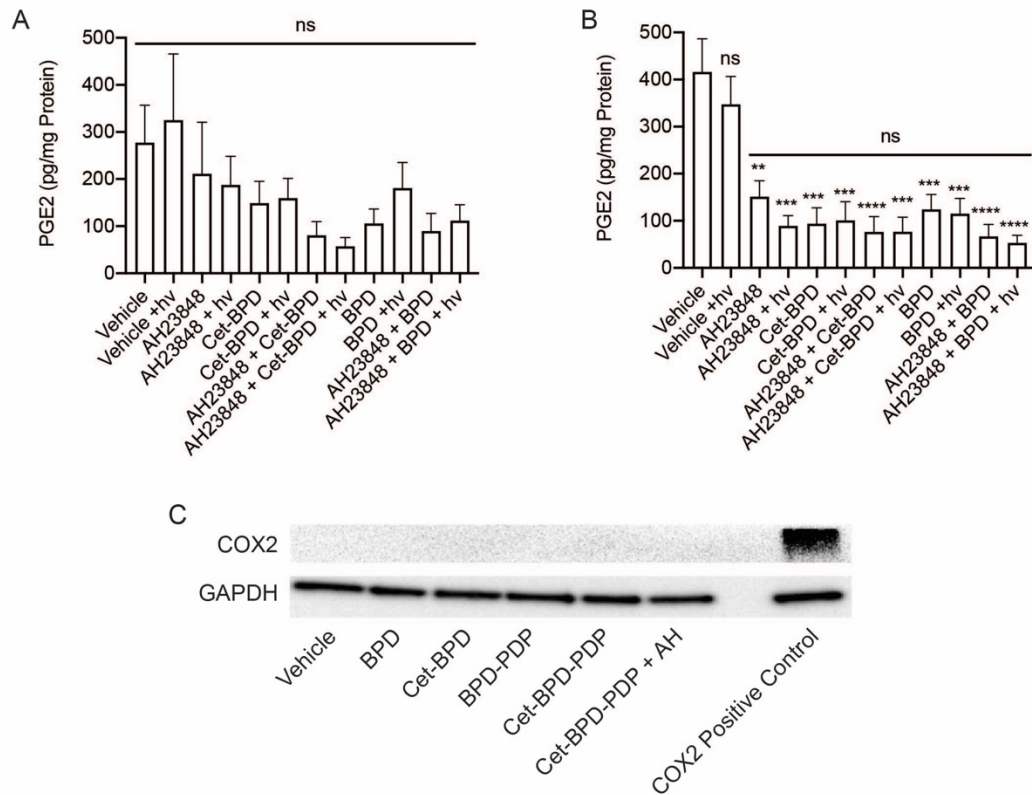 A
ns
PGE2 (pg/mg Protein)
500
400
300
200
100
0
Vehicle
Vehicle +hv
AH23848
AH23848 + hv
Cet-BPD
Cet-BPD + hv
AH23848 + Cet-BPD
AH23848 + Cet-BPD + hv
BPD
BPD +hv
AH23848 + BPD
AH23848 + BPD + hv
B
ns
ns
PGE2 (pg/mg Protein)
500
400
300
200
100
0
**
***
***
***
****
***
***
***
****
****
Vehicle
Vehicle +hv
AH23848
AH23848 + hv
Cet-BPD
Cet-BPD + hv
AH23848 + Cet-BPD
AH23848 + Cet-BPD + hv
BPD
BPD +hv
AH23848 + BPD
AH23848 + BPD + hv
C
COX2
GAPDH
Vehicle
BPD
Cet-BPD
BPD-PDP
Cet-BPD-PDP
Cet-BPD-PDP + AH
COX2 Positive Control